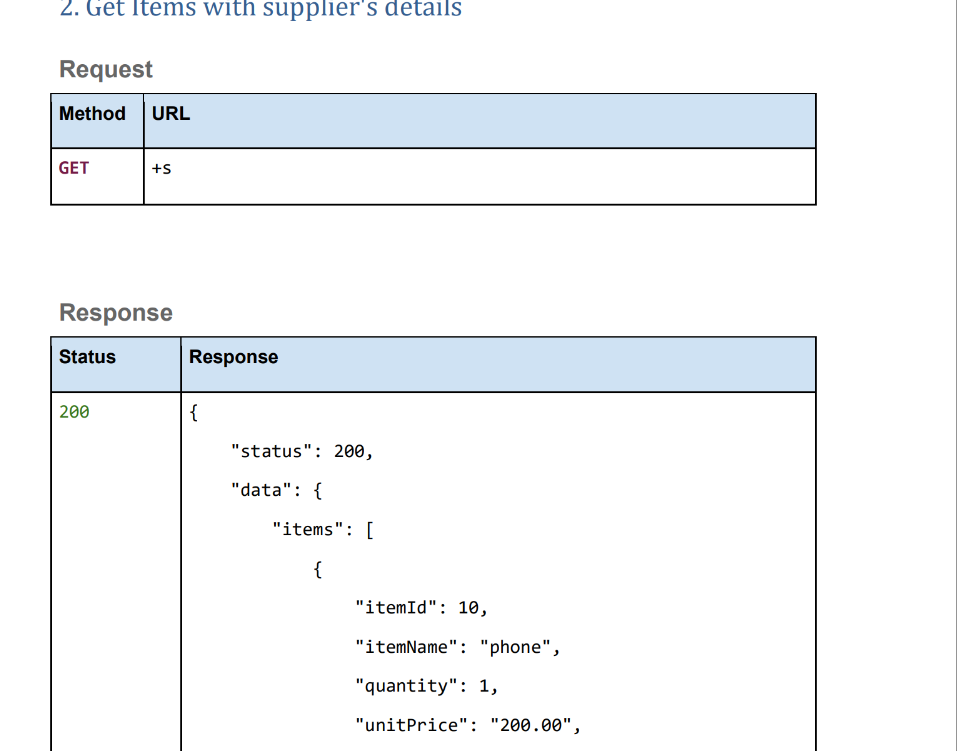 2. Get Items with supplier's details
Request
Method URL
GET +s
Response
Status Response
200 {
"status": 200,
"data": {
"items": [
{
"itemId": 10,
"itemName": "phone",
"quantity": 1,
"unitPrice": "200.00",